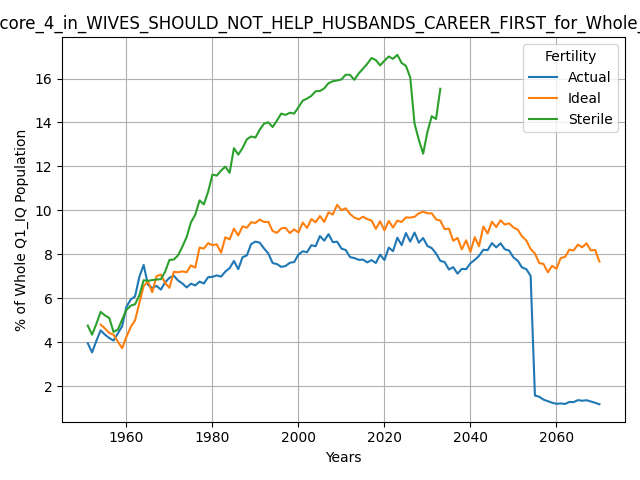 core_4_in_WIVES_SHOULD_NOT_HELP_HUSBANDS_CAREER_FIRST_for_Whole_
Fertility
Actual
Ideal
Sterile
% of Whole Q1_IQ Population
16
14
12
10
8
6
4
2
1960 1980 2000 2020 2040 2060
Years